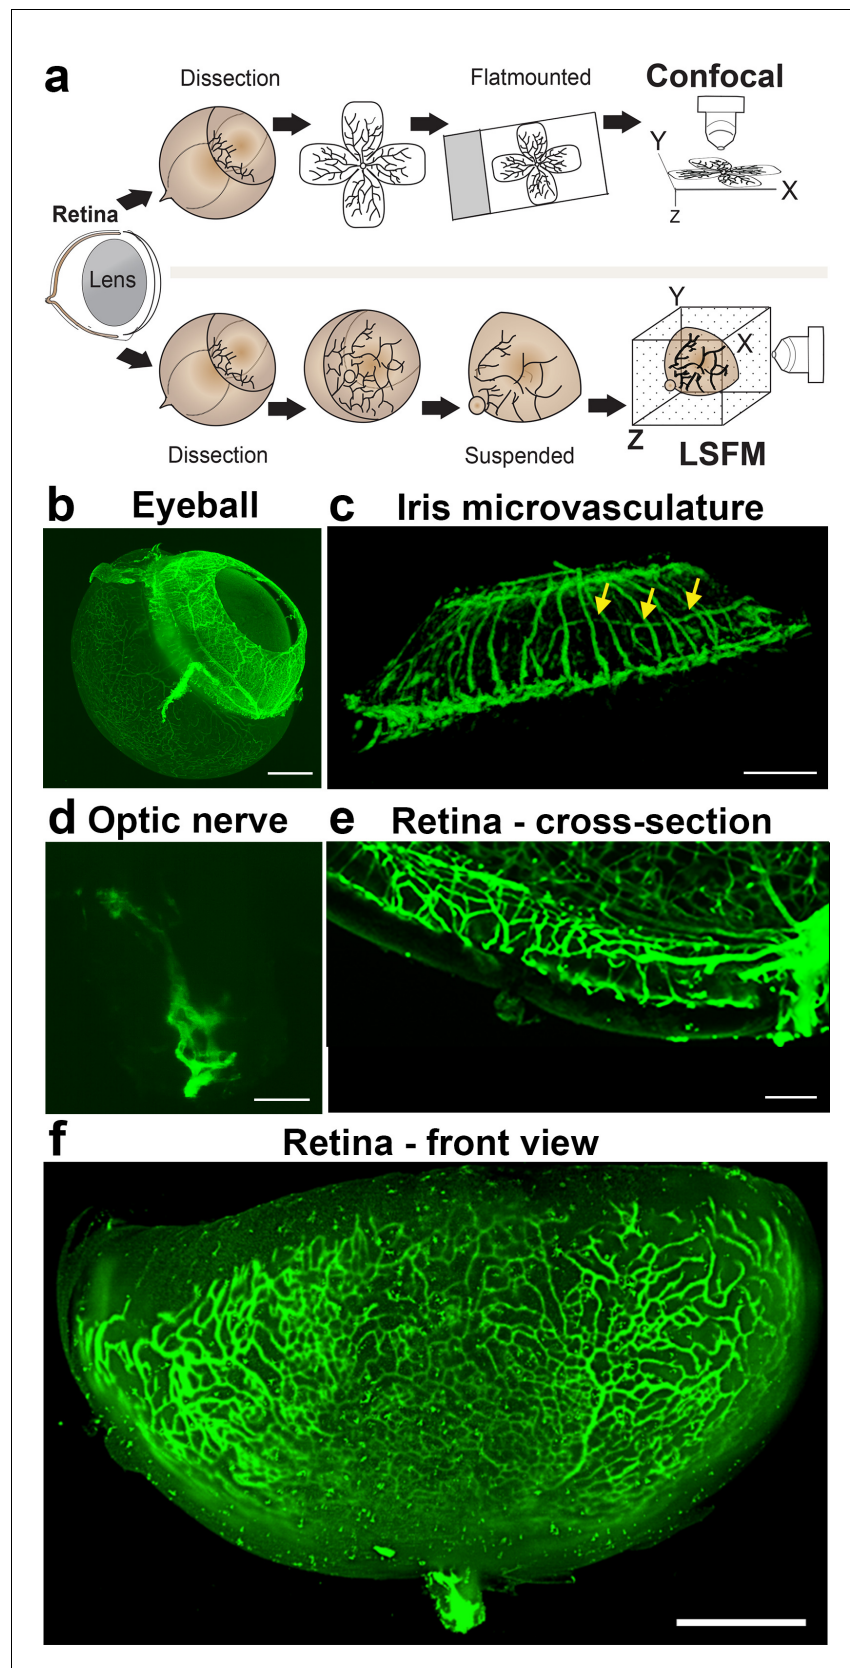 a
Dissection
Flatmounted
Confocal
Y
X
z
Retina
Lens
Y
X
Z
Dissection
Suspended
LSFM
b Eyeball
c Iris microvasculature
d Optic nerve
e Retina - cross-section
f Retina - front view